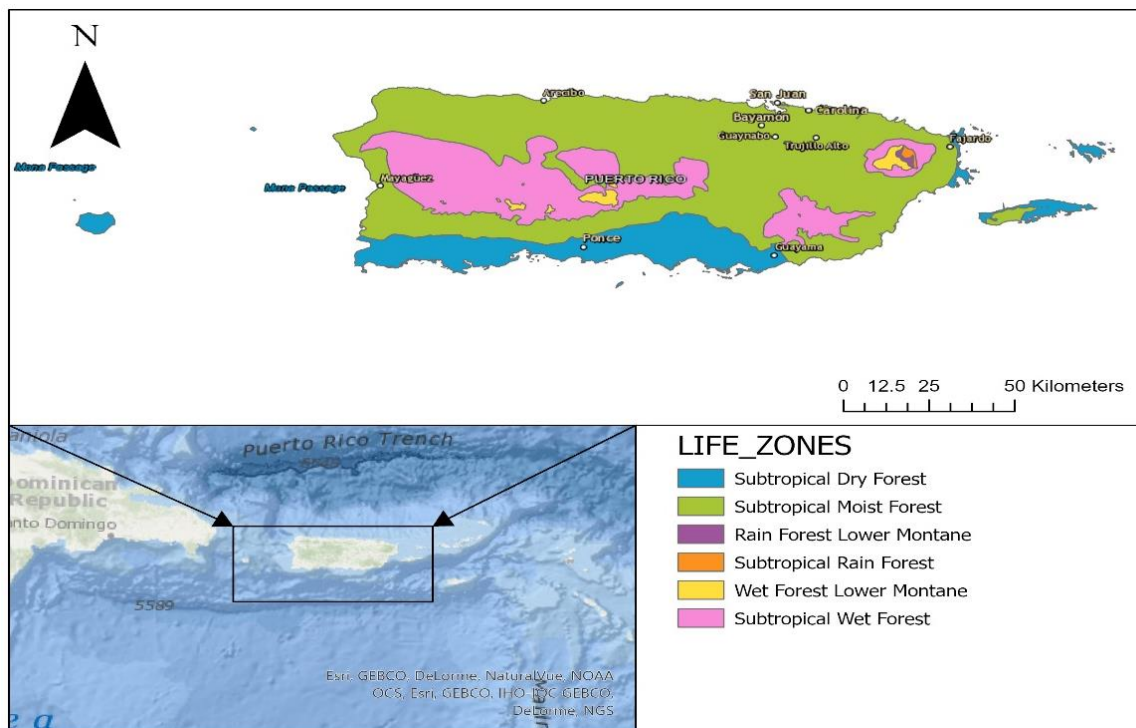 N
Arecibo
San Juan
Carolina
Bayamón
Guaynabo
Trujillo Alto
Fajardo
Mona Passage
Mona Passage
Mayagüez
PUERTO RICO
Ponce
Guayama
0 12.5 25 50 Kilometers
aniola
Puerto Rico Trench
ominican
Republic
anto Domingo
5589
Esri, GEBCO, DeLorme, NaturalVue, NOAA
OCS, Esri, GEBCO, IHO-IOC GEBCO,
DeLorme, NGS
e a
LIFE_ZONES
Subtropical Dry Forest
Subtropical Moist Forest
Rain Forest Lower Montane
Subtropical Rain Forest
Wet Forest Lower Montane
Subtropical Wet Forest